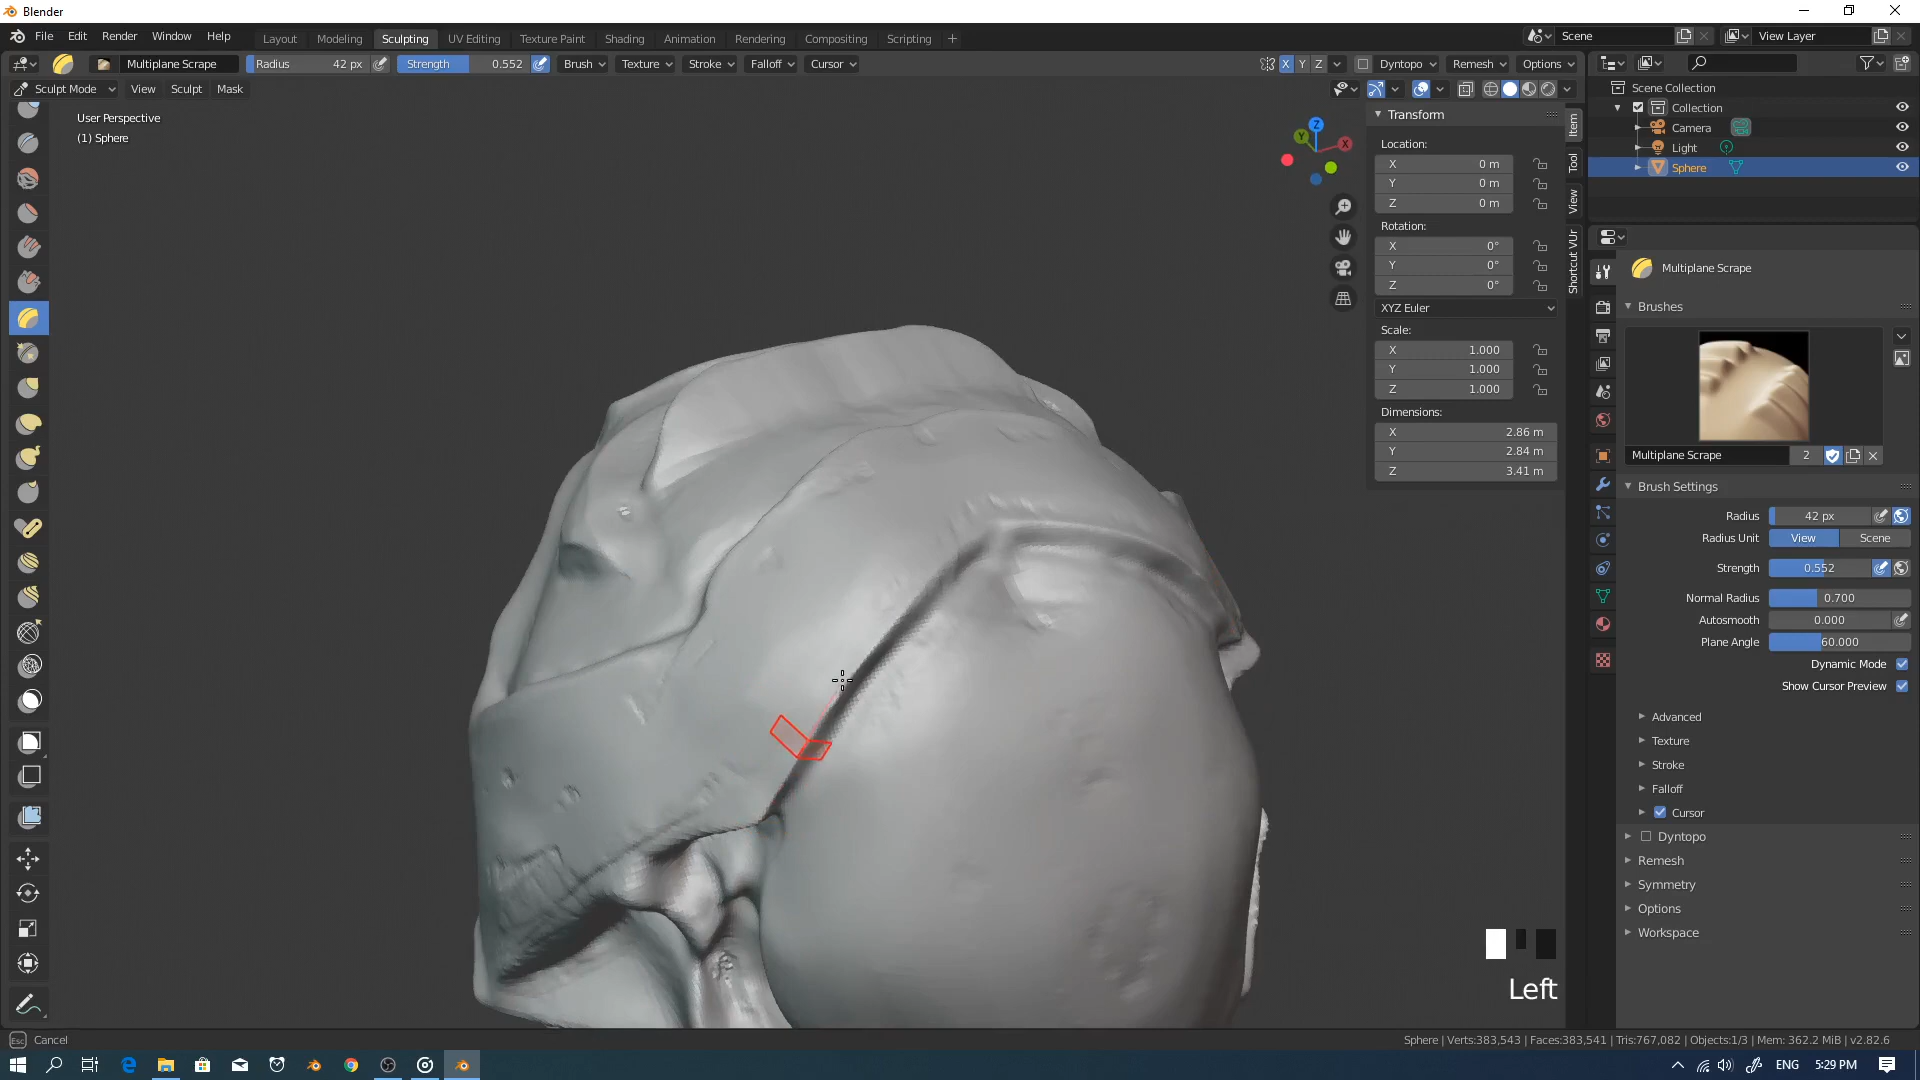 Blender
File Edit Render Window Help
Layout Modeling Sculpting UV Editing Texture Paint Shading Animation Rendering Compositing Scripting +
Scene
View Layer
Multiplane Scrape
Radius 42 px
Strength 0.552
Brush Texture Stroke Falloff Cursor
X Y Z
Dyntopo Remesh Options
Sculpt Mode View Sculpt Mask
User Perspective
(1) Sphere
Z
Y
X
Transform
Location:
X 0 m
Y 0 m
Z 0 m
Rotation:
X 0°
Y 0°
Z 0°
XYZ Euler
Scale:
X 1.000
Y 1.000
Z 1.000
Dimensions:
X 2.86 m
Y 2.84 m
Z 3.41 m
Item
Tool
View
Shortcut VUr
Scene Collection
Collection
Camera
Light
Sphere
Multiplane Scrape
Brushes
Multiplane Scrape 2
Brush Settings
Radius 42 px
Radius Unit View Scene
Strength 0.552
Normal Radius 0.700
Autosmooth 0.000
Plane Angle 60.000
Dynamic Mode
Show Cursor Preview
Advanced
Texture
Stroke
Falloff
Cursor
Dyntopo
Remesh
Symmetry
Options
Workspace
Left
Esc Cancel
Sphere | Verts:383,543 | Faces:383,541 | Tris:767,082 | Objects:1/3 | Mem: 362.2 MiB | v2.82.6
ENG 5:29 PM